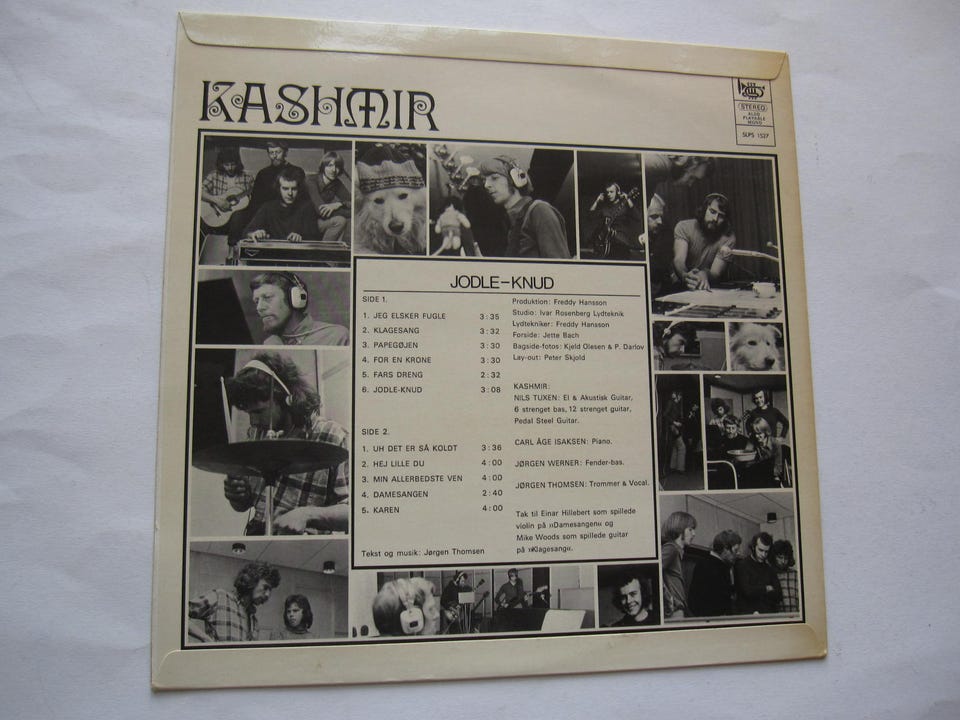 KASHMIR
STEREO
ALSO
PLAYABLE
MONO
SLPS 1527
JODLE-KNUD
SIDE 1.
1. JEG ELSKER FUGLE 3:35
2. KLAGESANG 3:32
3. PAPEGØJEN 3:30
4. FOR EN KRONE 3:30
5. FARS DRENG 2:32
6. JODLE-KNUD 3:08
SIDE 2.
1. UH DET ER SÅ KOLDT 3:36
2. HEJ LILLE DU 4:00
3. MIN ALLERBEDSTE VEN 4:00
4. DAMESANGEN 2:40
5. KAREN 4:00
Tekst og musik: Jørgen Thomsen
Produktion: Freddy Hansson
Studio: Ivar Rosenberg Lydteknik
Lydtekniker: Freddy Hansson
Forside: Jette Bach
Bagside-fotos: Kjeld Olesen & P. Darlov
Lay-out: Peter Skjold
KASHMIR:
NILS TUXEN: El & Akustisk Guitar,
6 strenget bas, 12 strenget guitar,
Pedal Steel Guitar.
CARL ÅGE ISAKSEN: Piano.
JØRGEN WERNER: Fender-bas.
JØRGEN THOMSEN: Trommer & Vocal.
Tak til Einar Hillebert som spillede
violin på »Damesangen« og
Mike Woods som spillede guitar
på »Klagesang«.